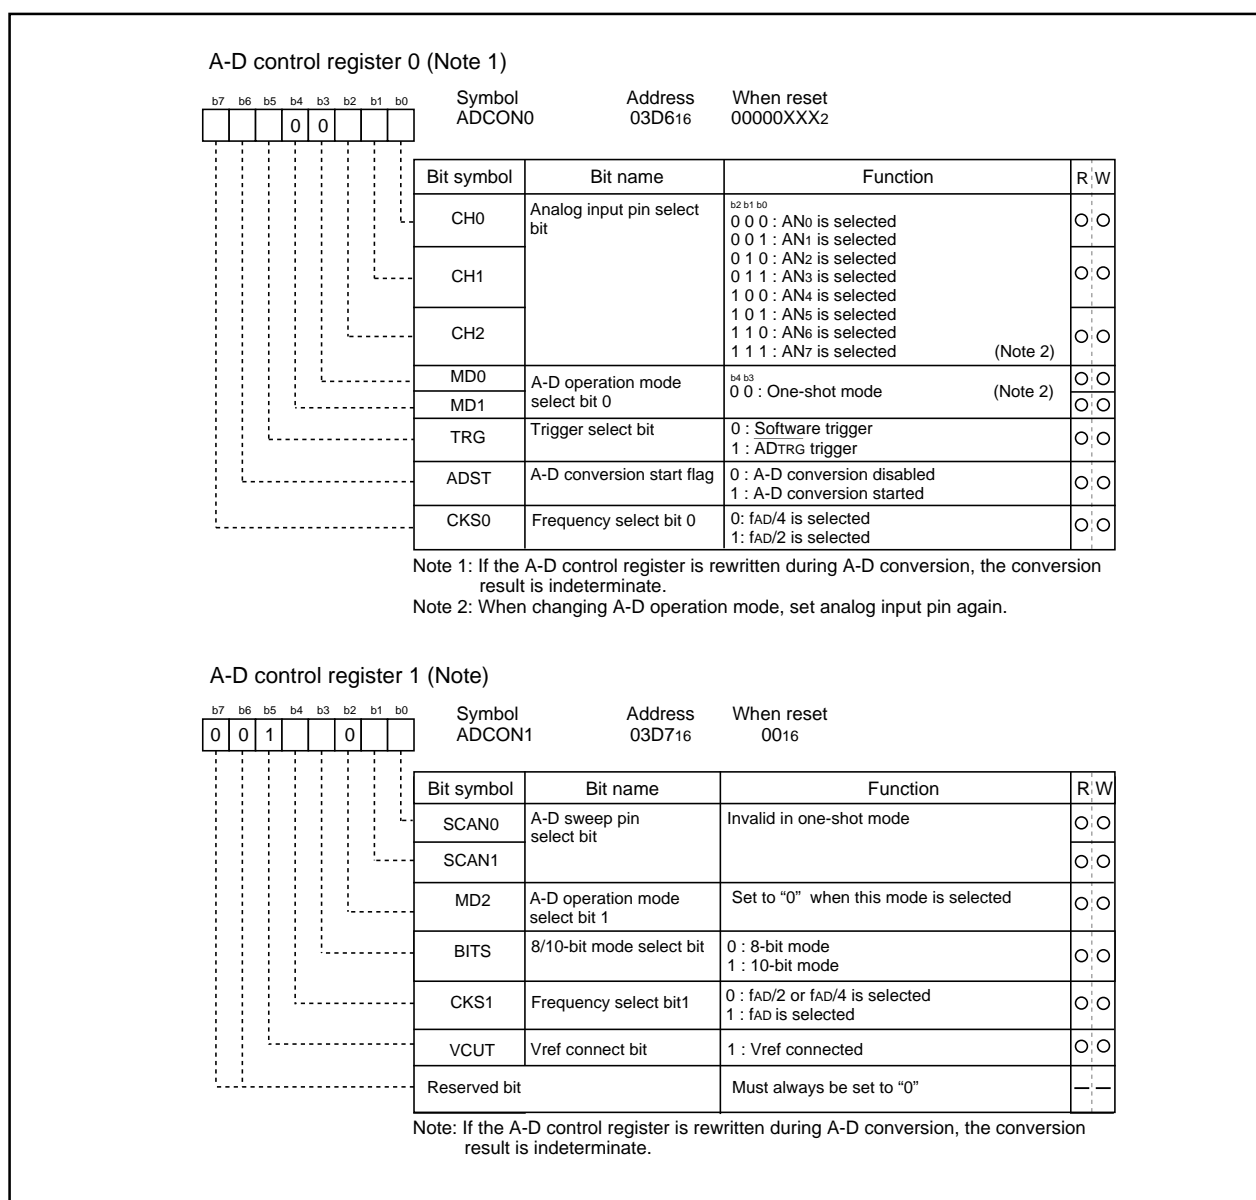 A-D control register 0 (Note 1)
b7 b6 b5 b4 b3 b2 b1 b0
Symbol Address When reset
ADCON0 03D616 00000XXX2
0 0
Bit symbol Bit name Function R W
CH0 Analog input pin select bit
b2 b1 b0
0 0 0 : AN0 is selected
0 0 1 : AN1 is selected
0 1 0 : AN2 is selected
0 1 1 : AN3 is selected
1 0 0 : AN4 is selected
1 0 1 : AN5 is selected
1 1 0 : AN6 is selected
1 1 1 : AN7 is selected (Note 2)
CH1
CH2
MD0 A-D operation mode
select bit 0
b4 b3
0 0 : One-shot mode (Note 2)
MD1
TRG Trigger select bit 0 : Software trigger
1 : ADTRG trigger
ADST A-D conversion start flag 0 : A-D conversion disabled
1 : A-D conversion started
CKS0 Frequency select bit 0 0: fAD/4 is selected
1: fAD/2 is selected
Note 1: If the A-D control register is rewritten during A-D conversion, the conversion
result is indeterminate.
Note 2: When changing A-D operation mode, set analog input pin again.
A-D control register 1 (Note)
b7 b6 b5 b4 b3 b2 b1 b0
Symbol Address When reset
ADCON1 03D716 0016
0 0 1 0
Bit symbol Bit name Function R W
SCAN0 A-D sweep pin
select bit
Invalid in one-shot mode
SCAN1
MD2 A-D operation mode
select bit 1
Set to “0” when this mode is selected
BITS 8/10-bit mode select bit 0 : 8-bit mode
1 : 10-bit mode
CKS1 Frequency select bit1 0 : fAD/2 or fAD/4 is selected
1 : fAD is selected
VCUT Vref connect bit 1 : Vref connected
Reserved bit Must always be set to “0”
Note: If the A-D control register is rewritten during A-D conversion, the conversion
result is indeterminate.